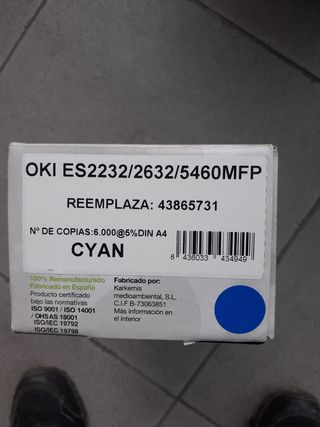 OKI ES2232/2632/5460MFP
REEMPLAZA: 43865731
Nº DE COPIAS:6.000@5%DIN A4
CYAN
8 436033 434949
100% Remanufacturado
Fabricado en España
Producto certificado
bajo las normativas
ISO 9001 / ISO 14001
/ OHSAS 18001
ISO/IEC 19792
ISO/IEC 19798
Fabricado por:
Karkemis
medioambiental, S.L.
C.I.F B-73063851
Más información en
el interior